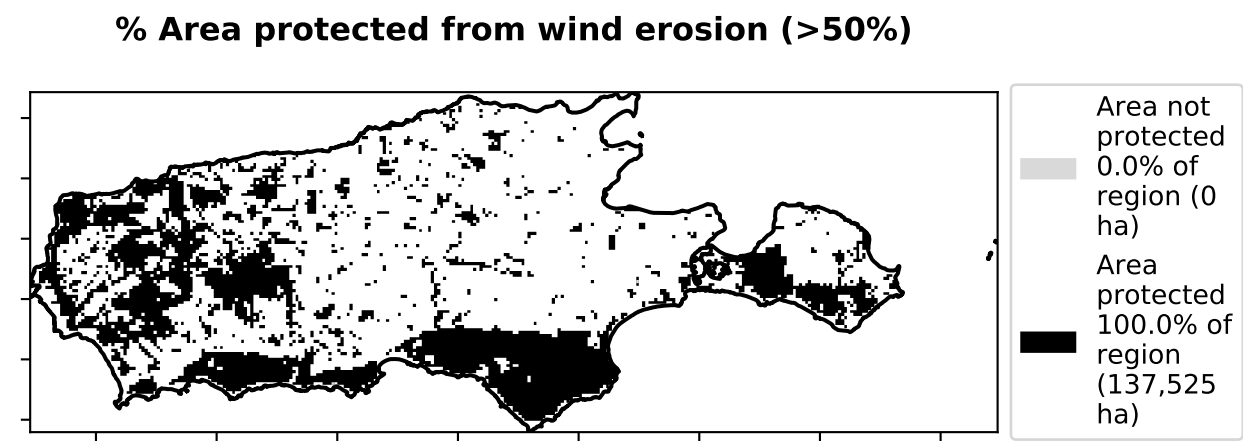 % Area protected from wind erosion (>50%)
Area not
protected
0.0% of
region (0
ha)
Area
protected
100.0% of
region
(137,525
ha)